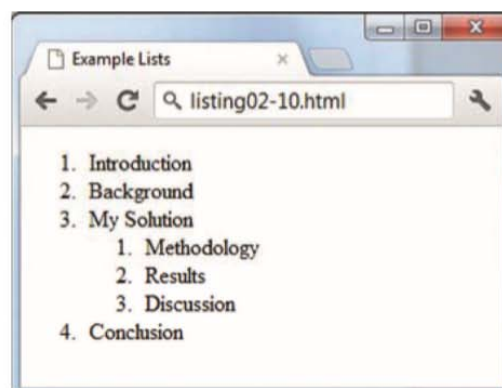 Example Lists
listing02-10.html
1. Introduction
2. Background
3. My Solution
1. Methodology
2. Results
3. Discussion
4. Conclusion